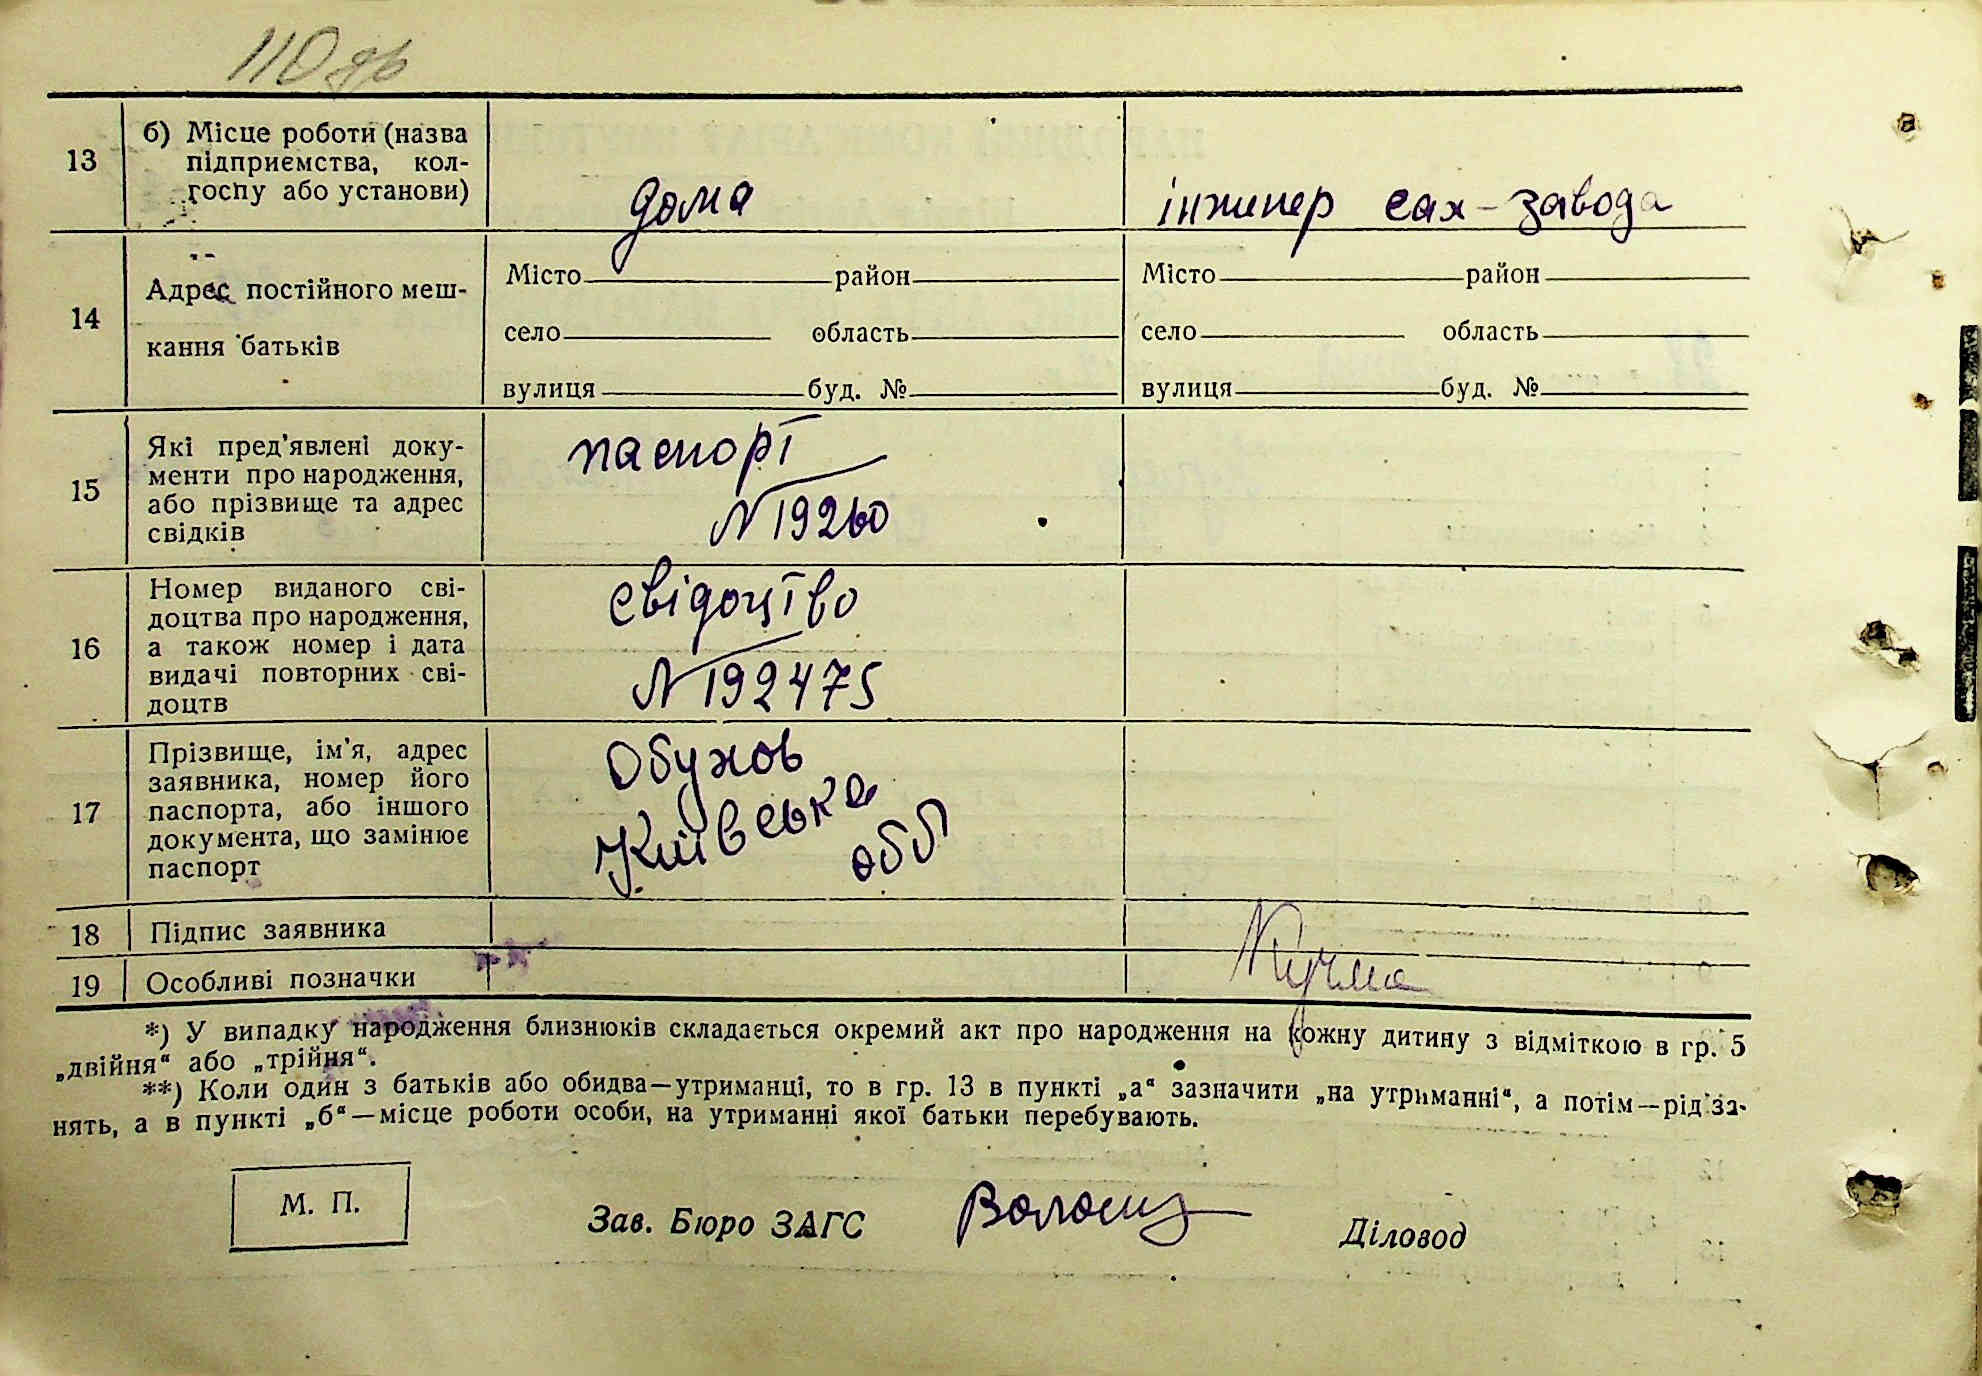 110 зв
13
б) Місце роботи (назва
підприємства, кол-
госпу або установи)
дома
інженер сах-завода
14
Адрес постійного меш-
кання батьків
Місто район
село область
вулиця буд. №
Місто район
село область
вулиця буд. №
15
Які пред'явлені доку-
менти про народження,
або прізвище та адрес
свідків
паспорт
N 19260
16
Номер виданого сві-
доцтва про народження,
а також номер і дата
видачі повторних сві-
доцтв
свідоцтво
N 192475
17
Прізвище, ім'я, адрес
заявника, номер його
паспорта, або іншого
документа, що замінює
паспорт
Обухов
Київська
обл
18
Підпис заявника
Кучма
19
Особливі позначки
*) У випадку народження близнюків складається окремий акт про народження на кожну дитину з відміткою в гр. 5
„двійня“ або „трійня“.
**) Коли один з батьків або обидва—утриманці, то в гр. 13 в пункті „а“ зазначити „на утриманні“, а потім—рід за-
нять, а в пункті „б“—місце роботи особи, на утриманні якої батьки перебувають.
М. П.
Зав. Бюро ЗАГС
Діловод